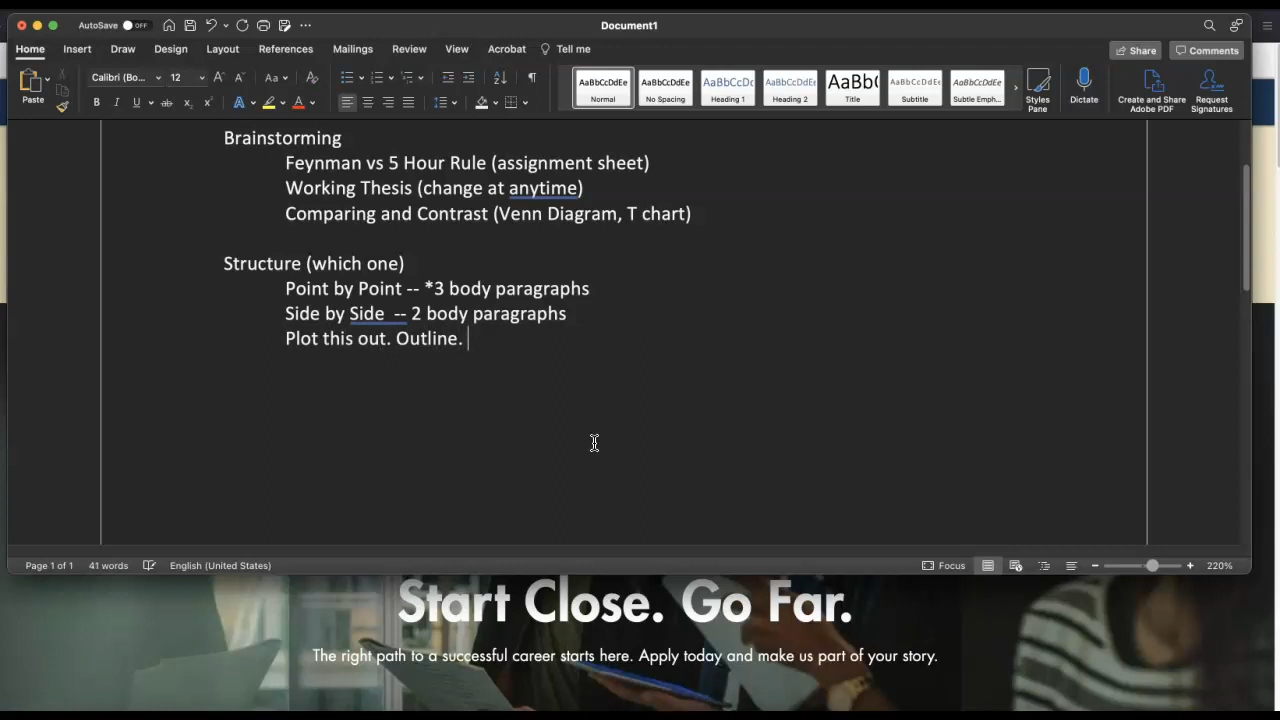 AutoSave OFF
Document1
Home Insert Draw Design Layout References Mailings Review View Acrobat Tell me
Share Comments
Paste
Calibri (Bo... 12
AaBbCcDdEe AaBbCcDdEe AaBbCcDc AaBbCcDdEe AaBb( AaBbCcDdEe AaBbCcDdEe
Normal No Spacing Heading 1 Heading 2 Title Subtitle Subtle Emph...
Styles Pane
Dictate
Create and Share Adobe PDF
Request Signatures
Brainstorming
Feynman vs 5 Hour Rule (assignment sheet)
Working Thesis (change at anytime)
Comparing and Contrast (Venn Diagram, T chart)
Structure (which one)
Point by Point -- *3 body paragraphs
Side by Side  -- 2 body paragraphs
Plot this out. Outline.
Page 1 of 1 41 words English (United States) Focus 220%
Start Close. Go Far.
The right path to a successful career starts here. Apply today and make us part of your story.